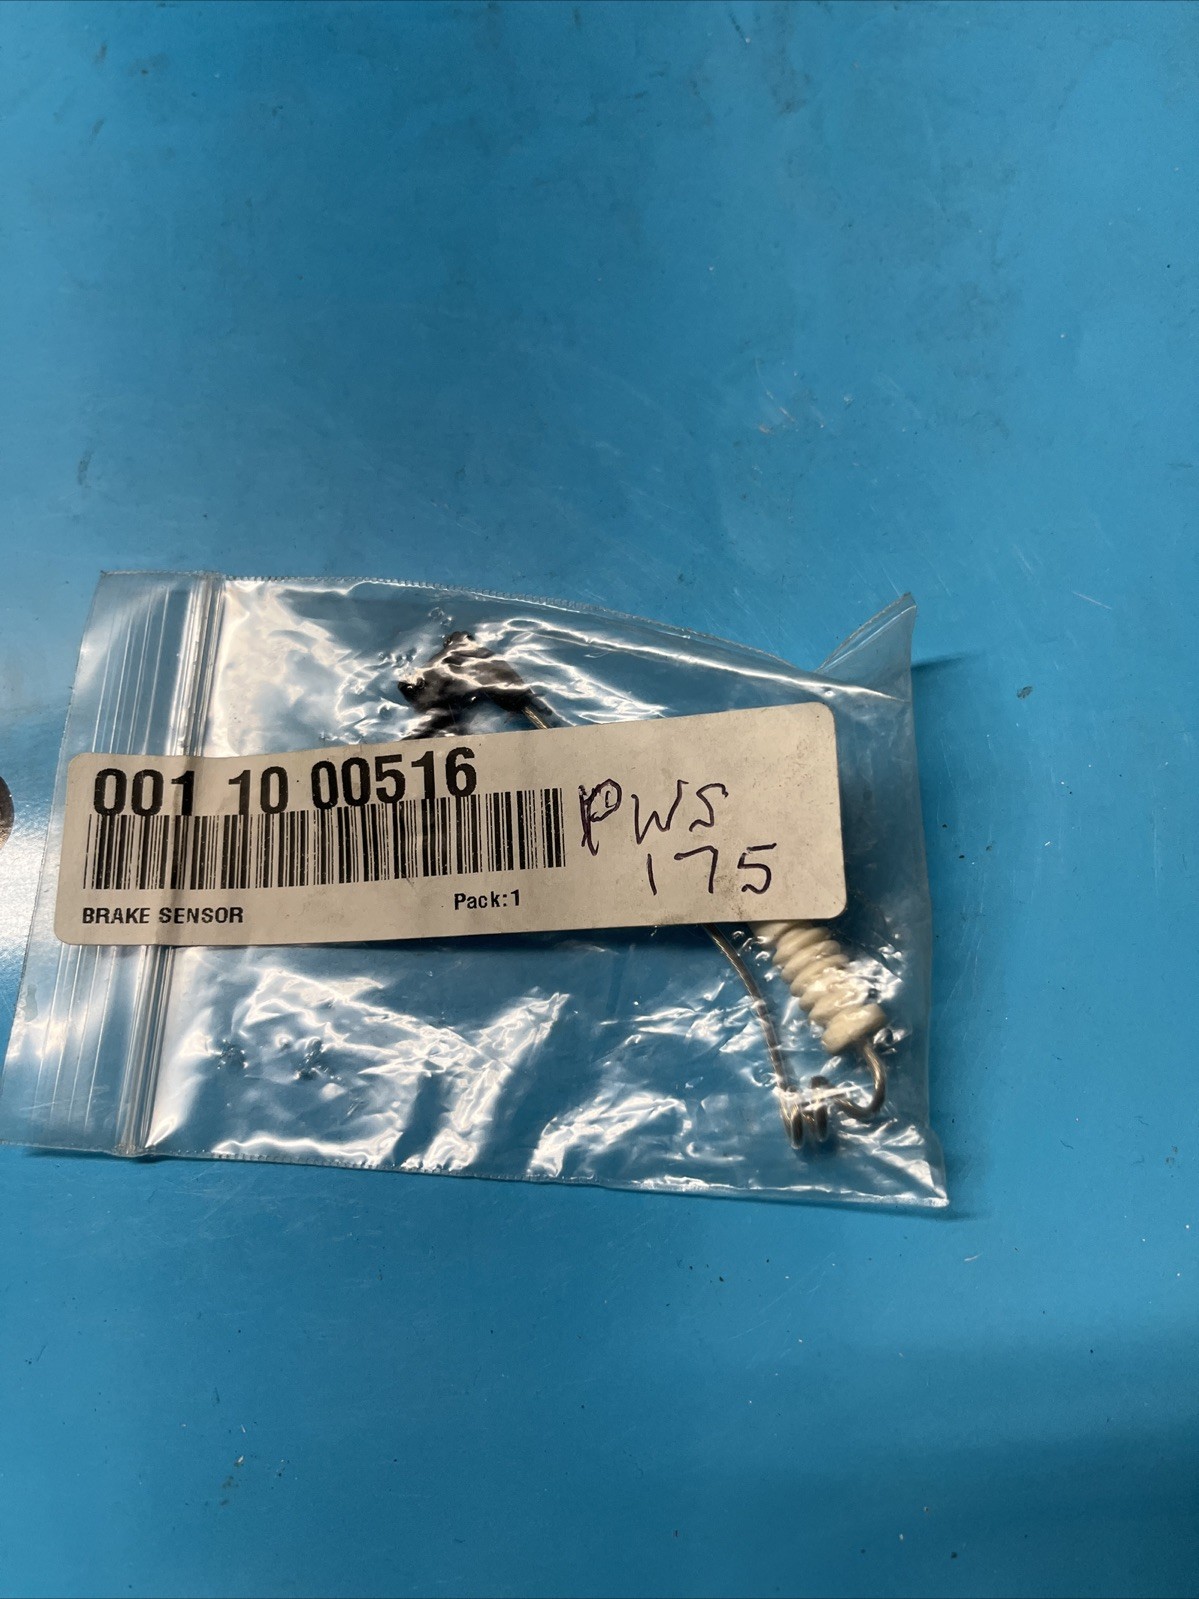 001 10 00516
PWS
175
BRAKE SENSOR
Pack:1